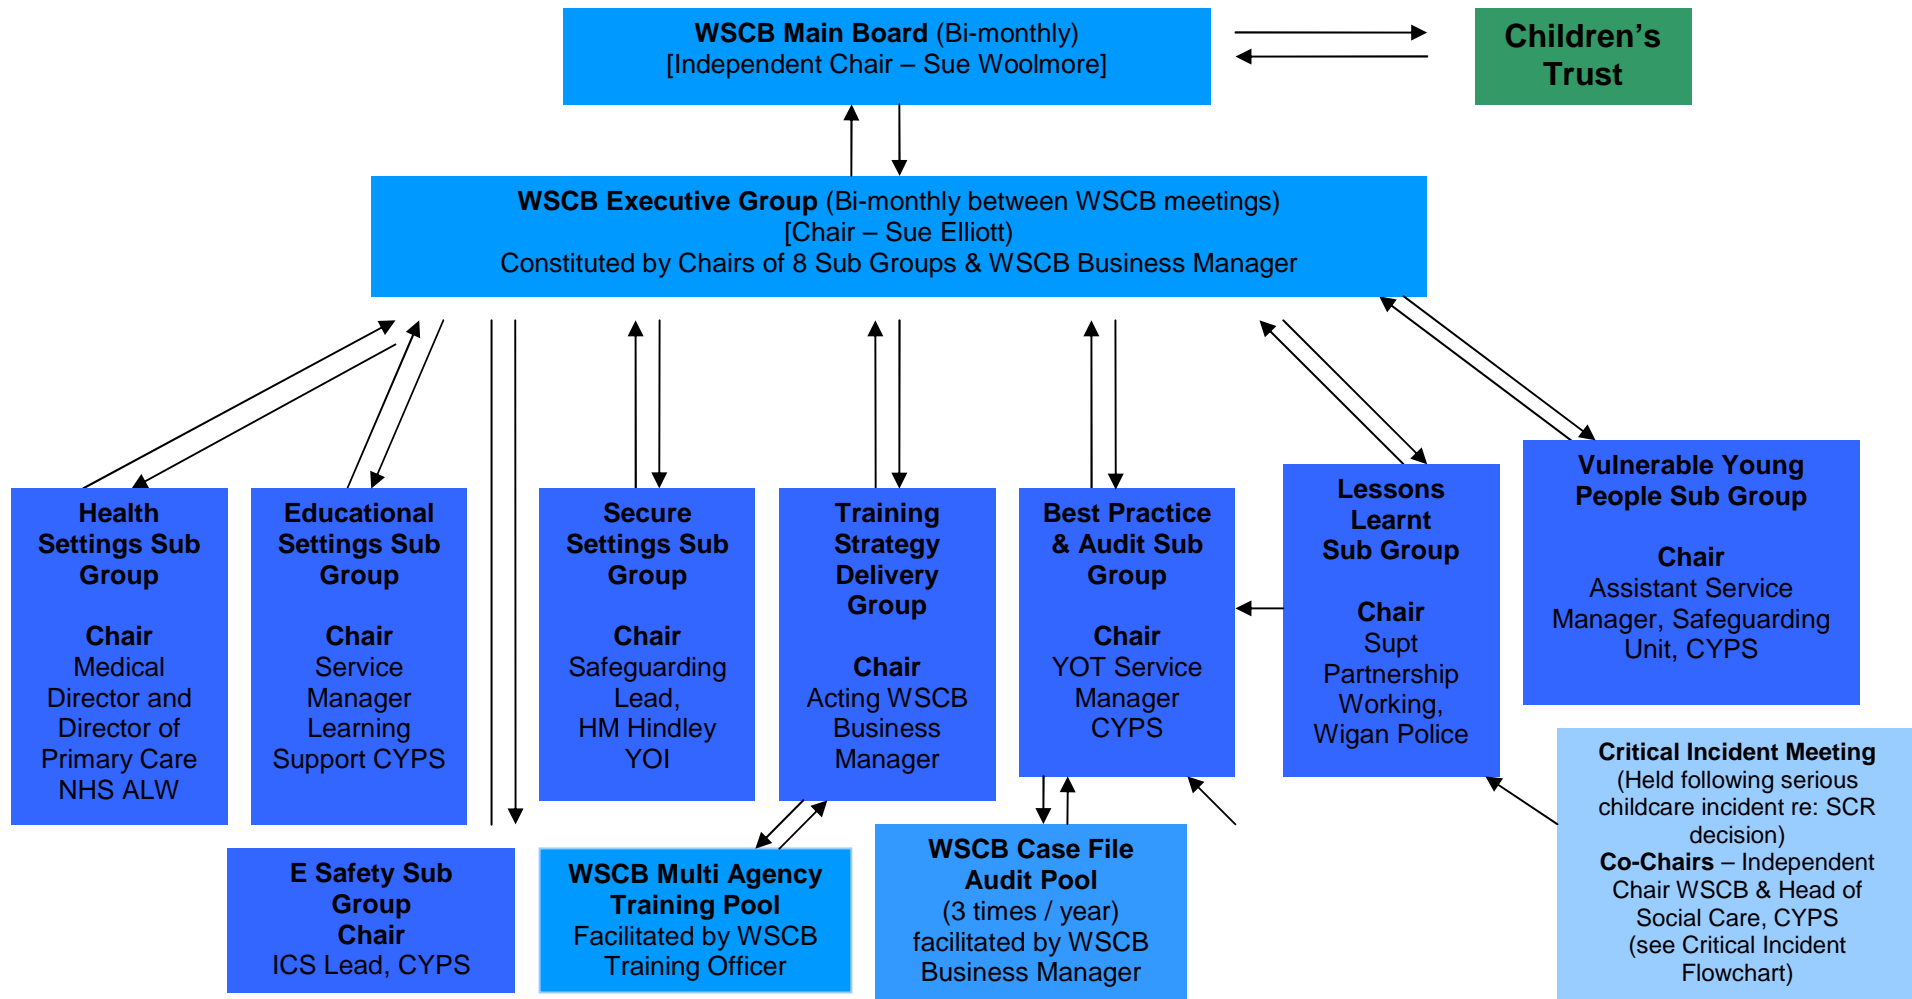 WSCB Main Board (Bi-monthly)
[Independent Chair – Sue Woolmore]
Children's
Trust
WSCB Executive Group (Bi-monthly between WSCB meetings)
[Chair – Sue Elliott)
Constituted by Chairs of 8 Sub Groups & WSCB Business Manager
Health
Settings Sub
Group
Chair
Medical
Director and
Director of
Primary Care
NHS ALW
Educational
Settings Sub
Group
Chair
Service
Manager
Learning
Support CYPS
Secure
Settings Sub
Group
Chair
Safeguarding
Lead,
HM Hindley
YOI
Training
Strategy
Delivery
Group
Chair
Acting WSCB
Business
Manager
Best Practice
& Audit Sub
Group
Chair
YOT Service
Manager
CYPS
Lessons
Learnt
Sub Group
Chair
Supt
Partnership
Working,
Wigan Police
Vulnerable Young
People Sub Group
Chair
Assistant Service
Manager, Safeguarding
Unit, CYPS
E Safety Sub
Group
Chair
ICS Lead, CYPS
WSCB Multi Agency
Training Pool
Facilitated by WSCB
Training Officer
WSCB Case File
Audit Pool
(3 times / year)
facilitated by WSCB
Business Manager
Critical Incident Meeting
(Held following serious
childcare incident re: SCR
decision)
Co-Chairs – Independent
Chair WSCB & Head of
Social Care, CYPS
(see Critical Incident
Flowchart)